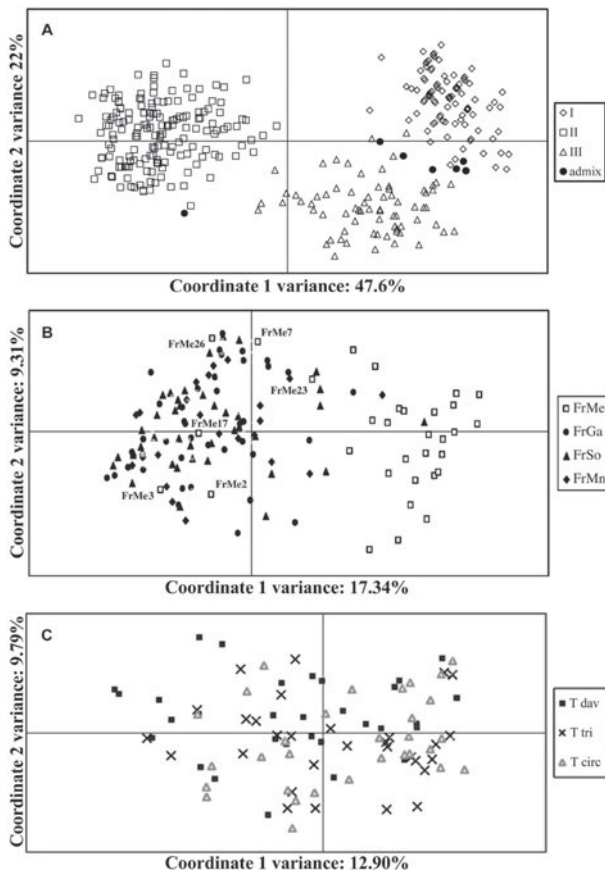 A
Coordinate 2 variance 22%
I
II
III
admix
Coordinate 1 variance: 47.6%
B
Coordinate 2 variance: 9.31%
FrMe26
FrMe7
FrMe23
FrMe17
FrMe3
FrMe2
FrMe
FrGa
FrSo
FrMn
Coordinate 1 variance: 17.34%
C
Coordinate 2 variance: 9.79%
T dav
T tri
T circ
Coordinate 1 variance: 12.90%